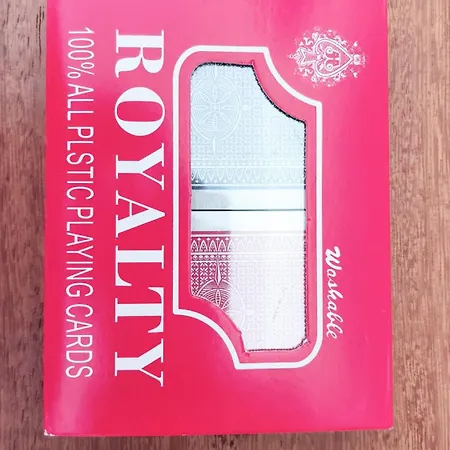 Washable
ROYALTY
100% ALL PLSTIC PLAYING CARDS